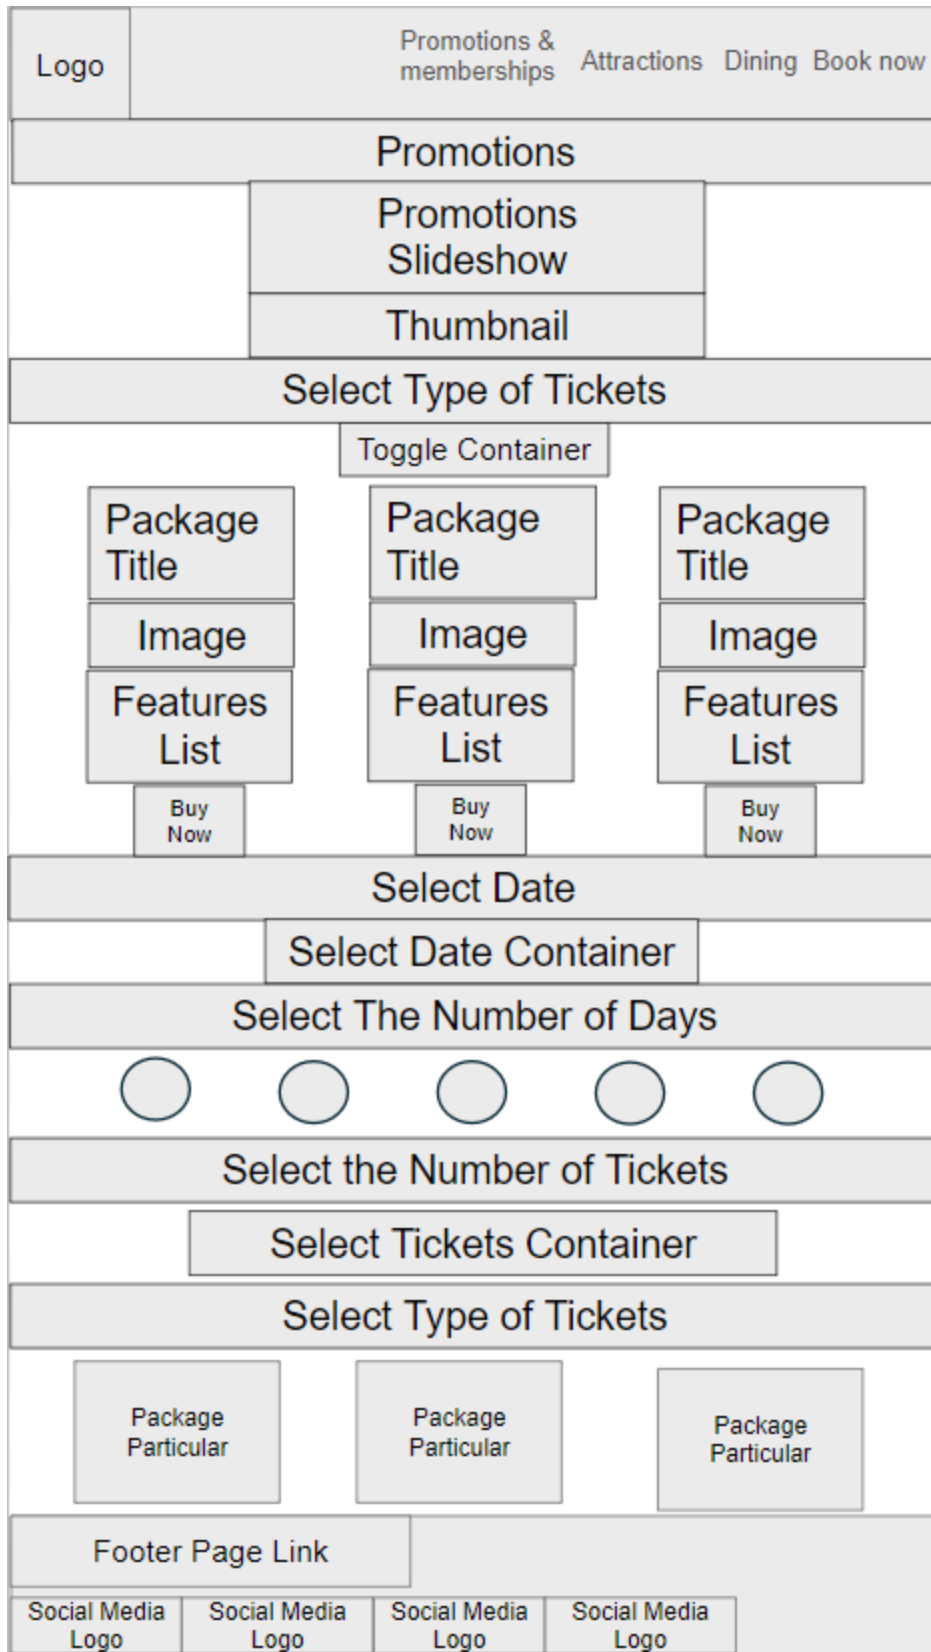 Logo
Promotions &
memberships
Attractions
Dining
Book now
Promotions
Promotions
Slideshow
Thumbnail
Select Type of Tickets
Toggle Container
Package
Title
Package
Title
Package
Title
Image
Image
Image
Features
List
Features
List
Features
List
Buy
Now
Buy
Now
Buy
Now
Select Date
Select Date Container
Select The Number of Days
Select the Number of Tickets
Select Tickets Container
Select Type of Tickets
Package
Particular
Package
Particular
Package
Particular
Footer Page Link
Social Media
Logo
Social Media
Logo
Social Media
Logo
Social Media
Logo